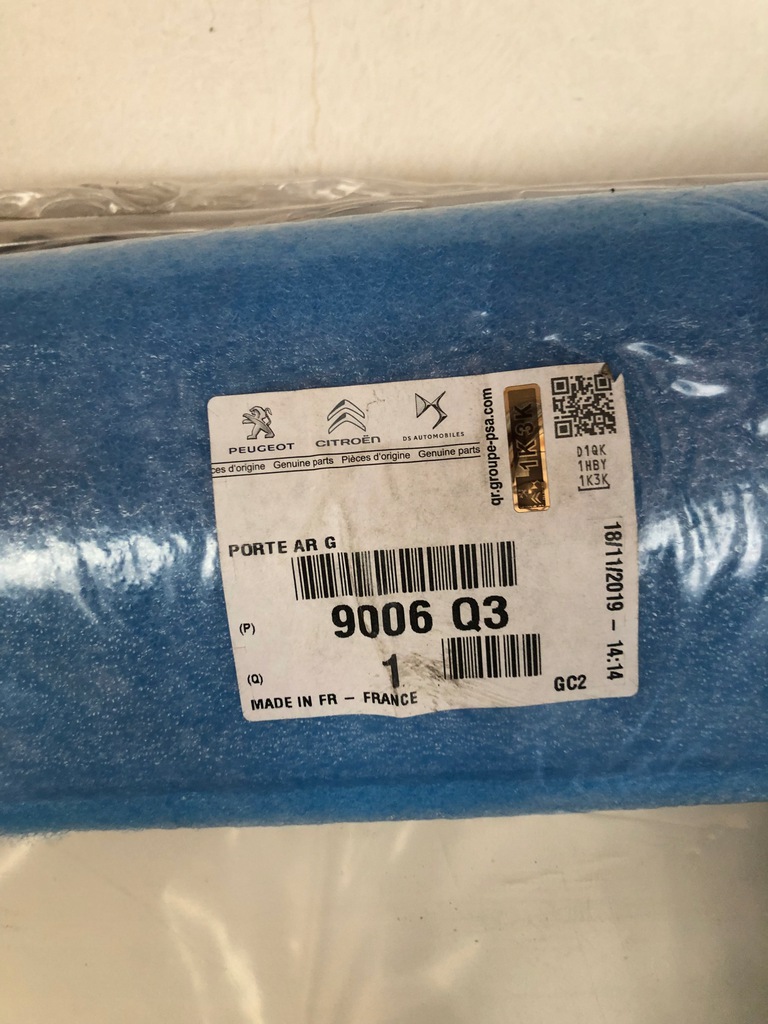 PEUGEOT
CITROËN
DS AUTOMOBILES
ces d'origine Genuine parts Pièces d'origine Genuine parts
qr.groupe-psa.com
1K3K
D1QK
1HBY
1K3K
PORTE AR G
(P) 9006 Q3
(Q) 1
MADE IN FR - FRANCE
GC2
18/11/2019 - 14:14